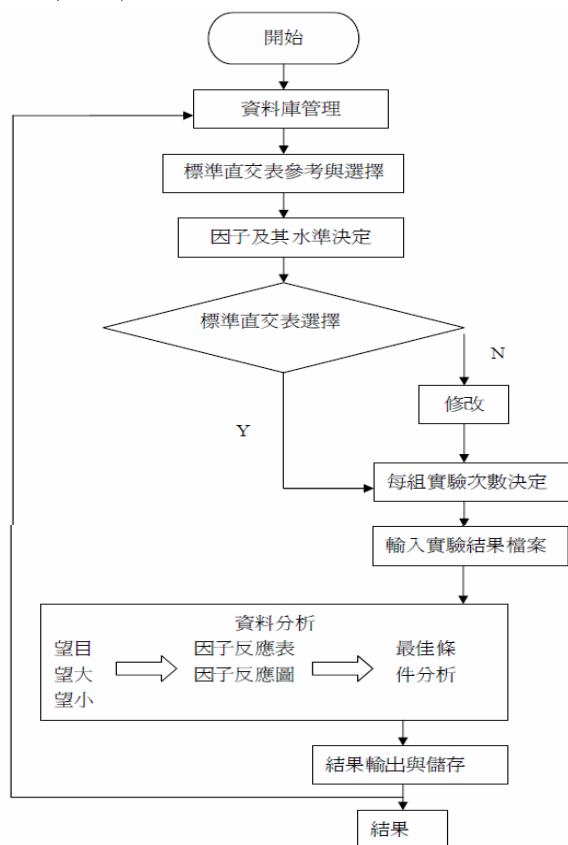 開始
資料庫管理
標準直交表參考與選擇
因子及其水準決定
標準直交表選擇
N
修改
Y
每組實驗次數決定
輸入實驗結果檔案
資料分析
望目
望大
望小
因子反應表
因子反應圖
最佳條
件分析
結果輸出與儲存
結果